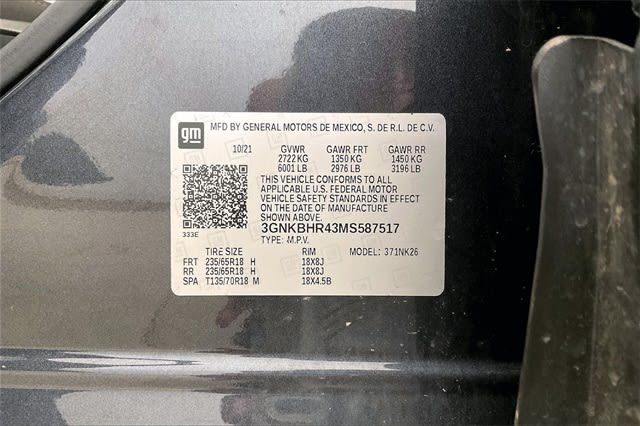 gm
MFD BY GENERAL MOTORS DE MEXICO, S. DE R.L. DE C.V.
10/21 GVWR GAWR FRT GAWR RR
2722 KG 1350 KG 1450 KG
6001 LB 2976 LB 3196 LB
THIS VEHICLE CONFORMS TO ALL
APPLICABLE U.S. FEDERAL MOTOR
VEHICLE SAFETY STANDARDS IN EFFECT
ON THE DATE OF MANUFACTURE
SHOWN ABOVE.
3GNKBHR43MS587517
333E
TYPE: M.P.V.
TIRE SIZE RIM MODEL: 371NK26
FRT 235/65R18 H 18X8J
RR 235/65R18 H 18X8J
SPA T135/70R18 M 18X4.5B